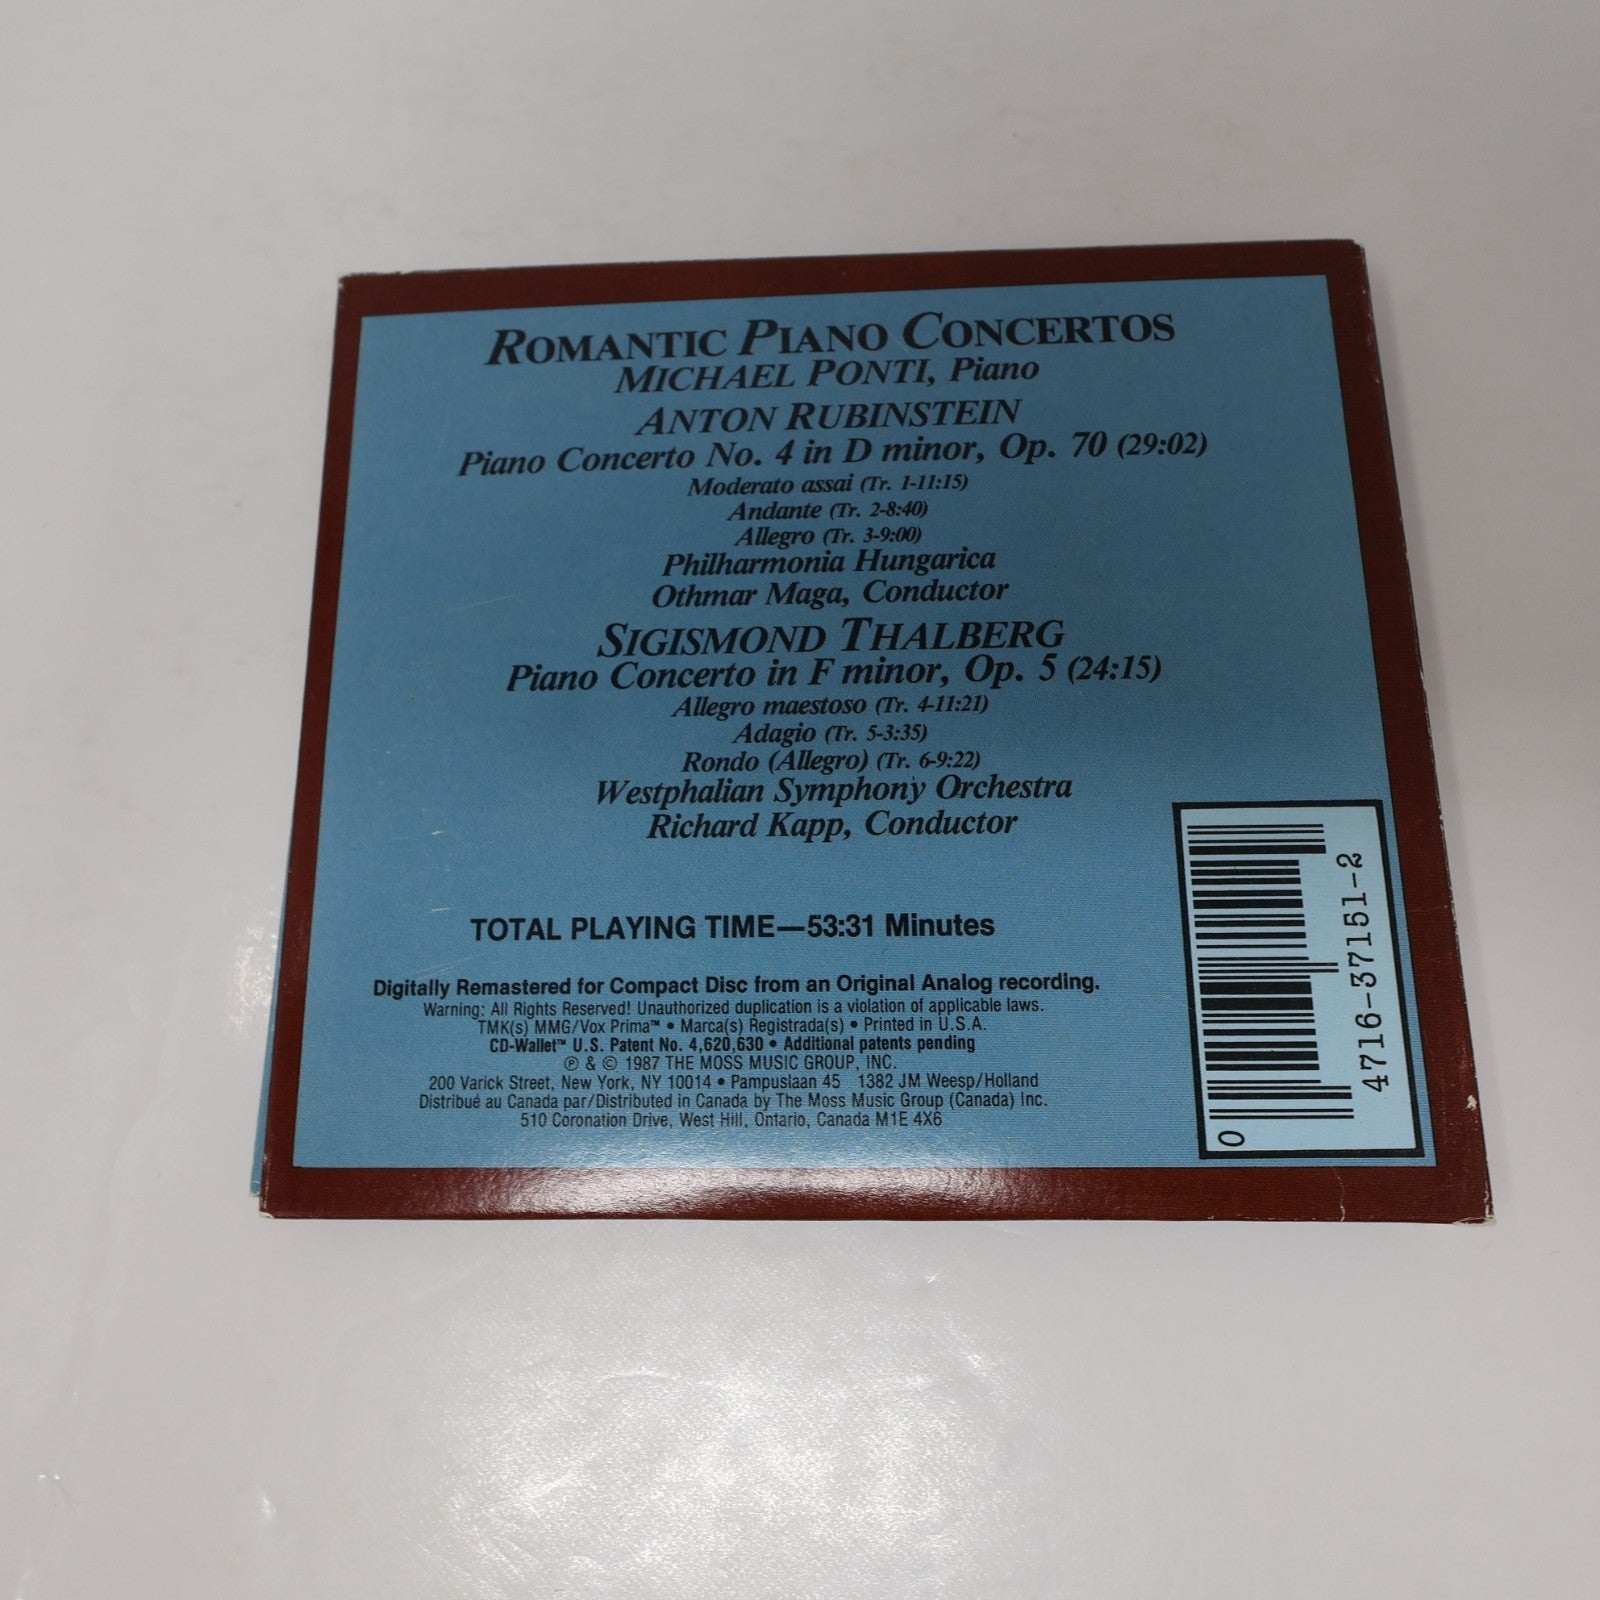 ROMANTIC PIANO CONCERTOS
MICHAEL PONTI, Piano
ANTON RUBINSTEIN
Piano Concerto No. 4 in D minor, Op. 70 (29:02)
Moderato assai (Tr. 1-11:15)
Andante (Tr. 2-8:40)
Allegro (Tr. 3-9:00)
Philharmonia Hungarica
Othmar Maga, Conductor
SIGISMOND THALBERG
Piano Concerto in F minor, Op. 5 (24:15)
Allegro maestoso (Tr. 4-11:21)
Adagio (Tr. 5-3:35)
Rondo (Allegro) (Tr. 6-9:22)
Westphalian Symphony Orchestra
Richard Kapp, Conductor
TOTAL PLAYING TIME—53:31 Minutes
Digitally Remastered for Compact Disc from an Original Analog recording.
Warning: All Rights Reserved! Unauthorized duplication is a violation of applicable laws.
TMK(s) MMG/Vox Prima™ • Marca(s) Registrada(s) • Printed in U.S.A.
CD-Wallet™ U.S. Patent No. 4,620,630 • Additional patents pending
℗ & © 1987 THE MOSS MUSIC GROUP, INC.
200 Varick Street, New York, NY 10014 • Pampuslaan 45 1382 JM Weesp/Holland
Distribué au Canada par/Distributed in Canada by The Moss Music Group (Canada) Inc.
510 Coronation Drive, West Hill, Ontario, Canada M1E 4X6
0
4716-37151-2